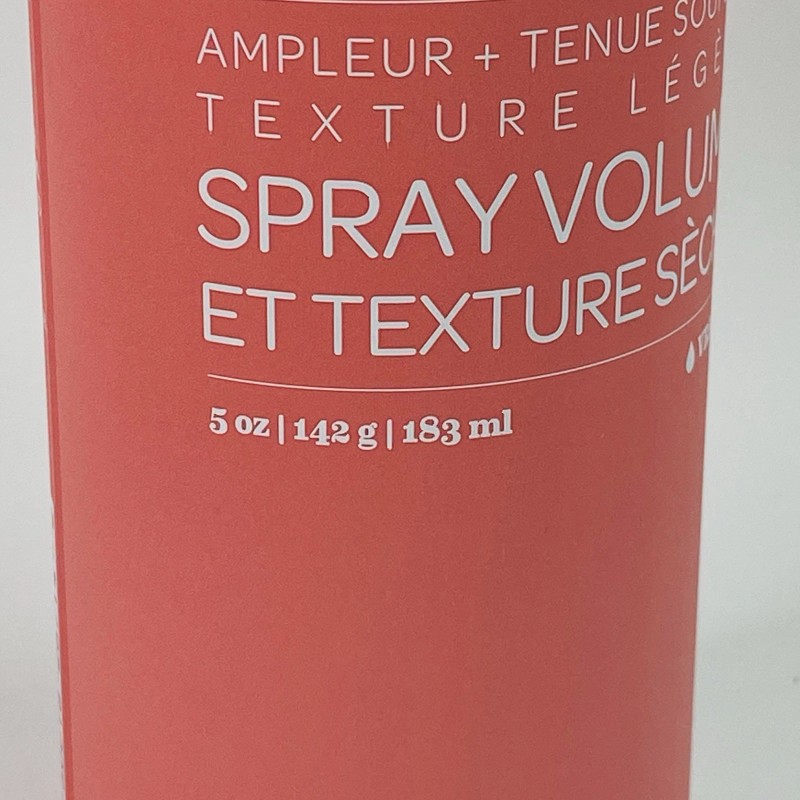 AMPLEUR + TENUE
TEXTURE
SPRAY
ET TEXTURE
5 oz | 142 g | 183 ml